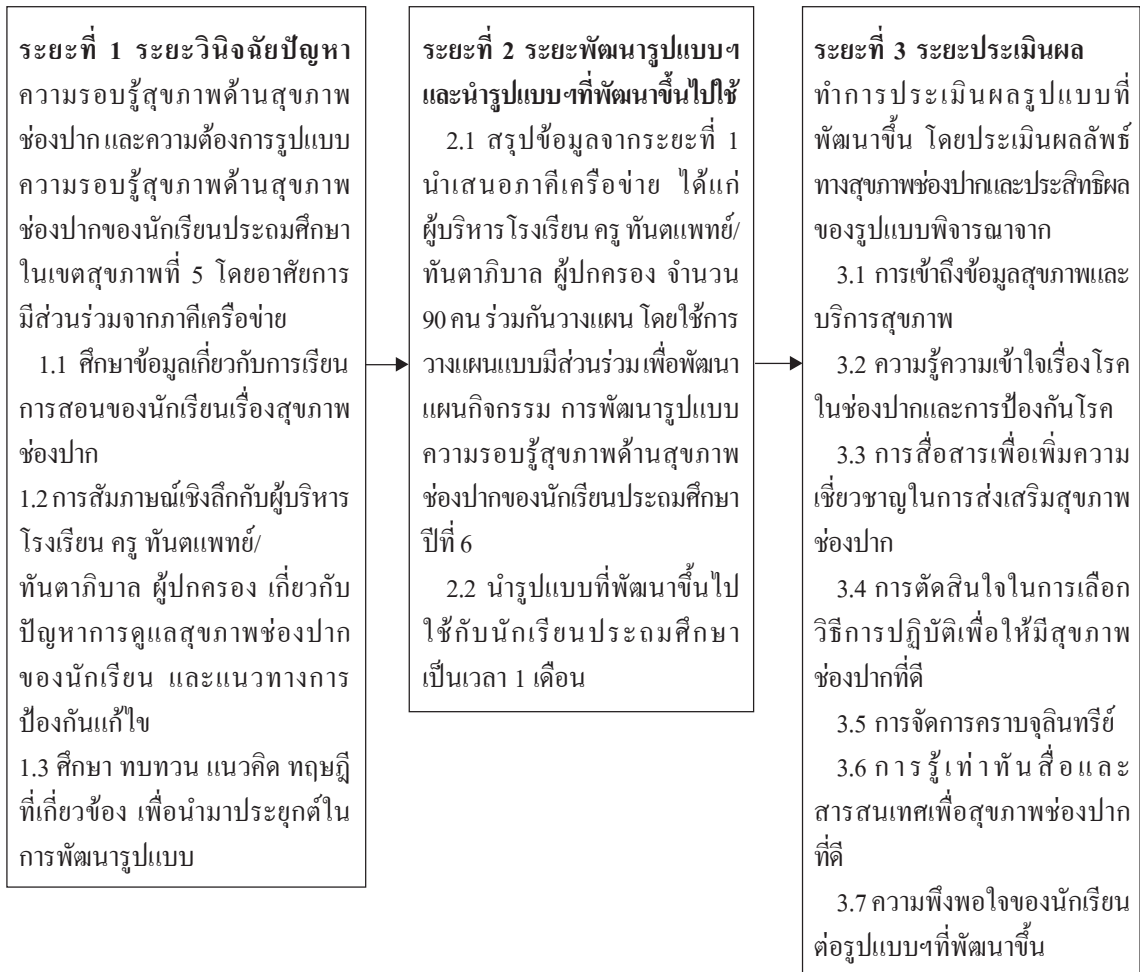 ระยะที่ 1 ระยะวินิจฉัยปัญหา
ความรอบรู้สุขภาพด้านสุขภาพ
ช่องปาก และความต้องการรูปแบบ
ความรอบรู้สุขภาพด้านสุขภาพ
ช่องปากของนักเรียนประถมศึกษา
ในเขตสุขภาพที่ 5 โดยอาศัยการ
มีส่วนร่วมจากภาคีเครือข่าย
1.1 ศึกษาข้อมูลเกี่ยวกับการเรียน
การสอนของนักเรียนเรื่องสุขภาพ
ช่องปาก
1.2 การสัมภาษณ์เชิงลึกกับผู้บริหาร
โรงเรียน ครู ทันตแพทย์/
ทันตาภิบาล ผู้ปกครอง เกี่ยวกับ
ปัญหาการดูแลสุขภาพช่องปาก
ของนักเรียน และแนวทางการ
ป้องกันแก้ไข
1.3 ศึกษา ทบทวน แนวคิด ทฤษฎี
ที่เกี่ยวข้อง เพื่อนำมาประยุกต์ใน
การพัฒนารูปแบบ
ระยะที่ 2 ระยะพัฒนารูปแบบฯ
และนำรูปแบบฯที่พัฒนาขึ้นไปใช้
2.1 สรุปข้อมูลจากระยะที่ 1
นำเสนอภาคีเครือข่าย ได้แก่
ผู้บริหารโรงเรียน ครู ทันตแพทย์/
ทันตาภิบาล ผู้ปกครอง จำนวน
90 คน ร่วมกันวางแผน โดยใช้การ
วางแผนแบบมีส่วนร่วมเพื่อพัฒนา
แผนกิจกรรม การพัฒนารูปแบบ
ความรอบรู้สุขภาพด้านสุขภาพ
ช่องปากของนักเรียนประถมศึกษา
ปีที่ 6
2.2 นำรูปแบบที่พัฒนาขึ้นไป
ใช้กับนักเรียนประถมศึกษา
เป็นเวลา 1 เดือน
ระยะที่ 3 ระยะประเมินผล
ทำการประเมินผลรูปแบบที่
พัฒนาขึ้น โดยประเมินผลลัพธ์
ทางสุขภาพช่องปากและประสิทธิผล
ของรูปแบบพิจารณาจาก
3.1 การเข้าถึงข้อมูลสุขภาพและ
บริการสุขภาพ
3.2 ความรู้ความเข้าใจเรื่องโรค
ในช่องปากและการป้องกันโรค
3.3 การสื่อสารเพื่อเพิ่มความ
เชี่ยวชาญในการส่งเสริมสุขภาพ
ช่องปาก
3.4 การตัดสินใจในการเลือก
วิธีการปฏิบัติเพื่อให้มีสุขภาพ
ช่องปากที่ดี
3.5 การจัดการคราบจุลินทรีย์
3.6 การรู้เท่าทันสื่อและ
สารสนเทศเพื่อสุขภาพช่องปาก
ที่ดี
3.7 ความพึงพอใจของนักเรียน
ต่อรูปแบบฯที่พัฒนาขึ้น